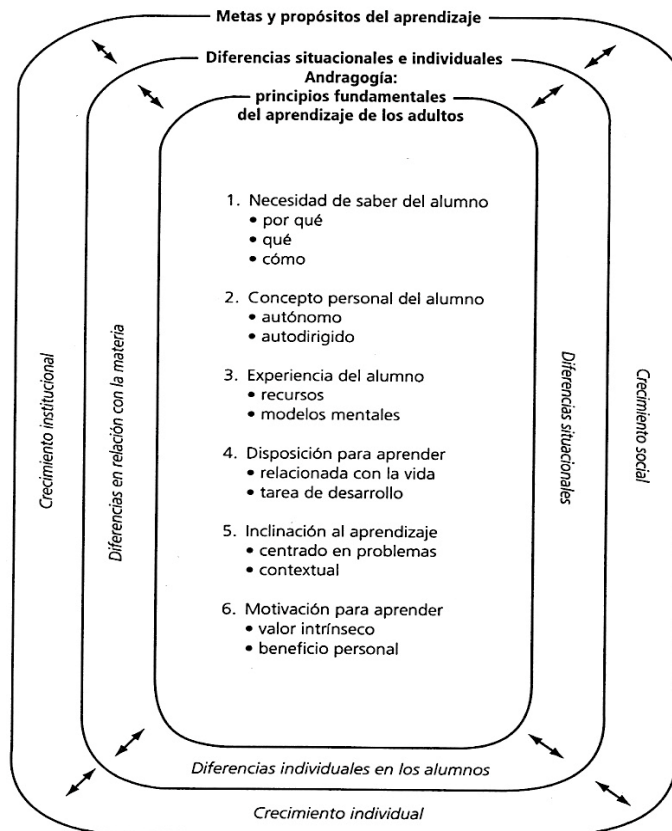 Metas y propósitos del aprendizaje
Diferencias situacionales e individuales
Andragogía:
principios fundamentales
del aprendizaje de los adultos
1. Necesidad de saber del alumno
• por qué
• qué
• cómo
2. Concepto personal del alumno
• autónomo
• autodirigido
3. Experiencia del alumno
• recursos
• modelos mentales
4. Disposición para aprender
• relacionada con la vida
• tarea de desarrollo
5. Inclinación al aprendizaje
• centrado en problemas
• contextual
6. Motivación para aprender
• valor intrínseco
• beneficio personal
Crecimiento institucional
Diferencias en relación con la materia
Diferencias situacionales
Crecimiento social
Diferencias individuales en los alumnos
Crecimiento individual